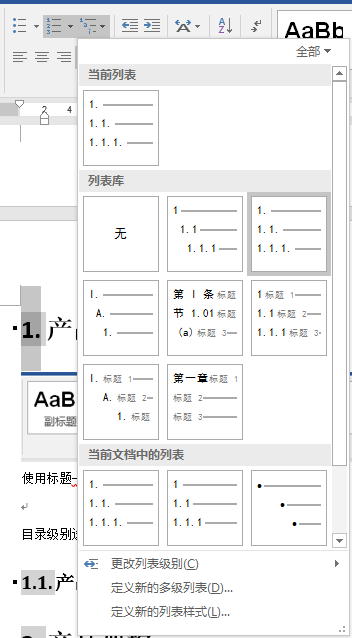 AaBb
全部
2 4
当前列表
1.
1.1.
1.1.1.
列表库
无
1
1.1
1.1.1
1.
1.1.
1.1.1.
I.
A.
1.
第 I 条 标题
节 1.01 标题
(a) 标题 3
1 标题 1
1.1 标题 2
1.1.1 标题 3
I. 标题 1
A. 标题 2
1. 标题
第一章 标题 1
标题 2
标题 3
当前文档中的列表
1.
1.1.
1.1.1.
1
1.1
1.1.1
更改列表级别(C)
定义新的多级列表(D)...
定义新的列表样式(L)...
1. 产
AaB
副标题
使用标题一
目录级别
1.1. 产